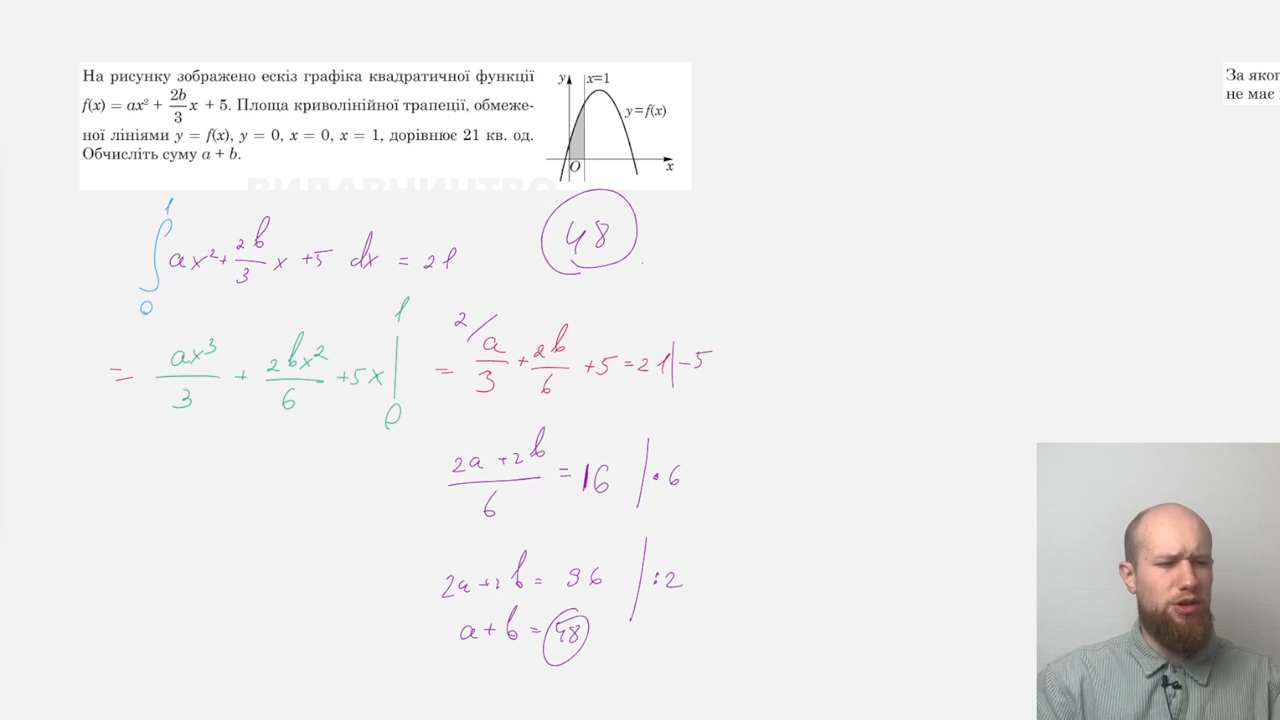 На рисунку зображено ескіз графіка квадратичної функції
f(x) = ax² + 2b/3 x + 5. Площа криволінійної трапеції, обмеже-
ної лініями y = f(x), y = 0, x = 0, x = 1, дорівнює 21 кв. од.
Обчисліть суму a + b.
y
x=1
y=f(x)
O
x
ВИДАВНИЦТВО
За яког
не має
48
∫₀¹ ax² + 2b/3 x + 5 dx = 21
= ax³/3 + 2bx²/6 + 5x |₀¹ = ²/ a/3 + 2b/6 + 5 = 21 | −5
(2a + 2b)/6 = 16 | · 6
2a + 2b = 96 | : 2
a + b = 48